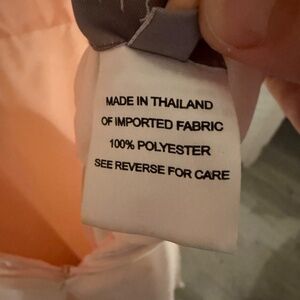 MADE IN THAILAND
OF IMPORTED FABRIC
100% POLYESTER
SEE REVERSE FOR CARE